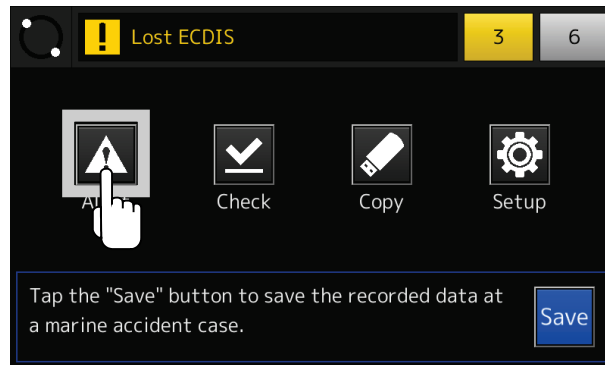 Lost ECDIS
3
6
Check
Copy
Setup
Tap the "Save" button to save the recorded data at
a marine accident case.
Save